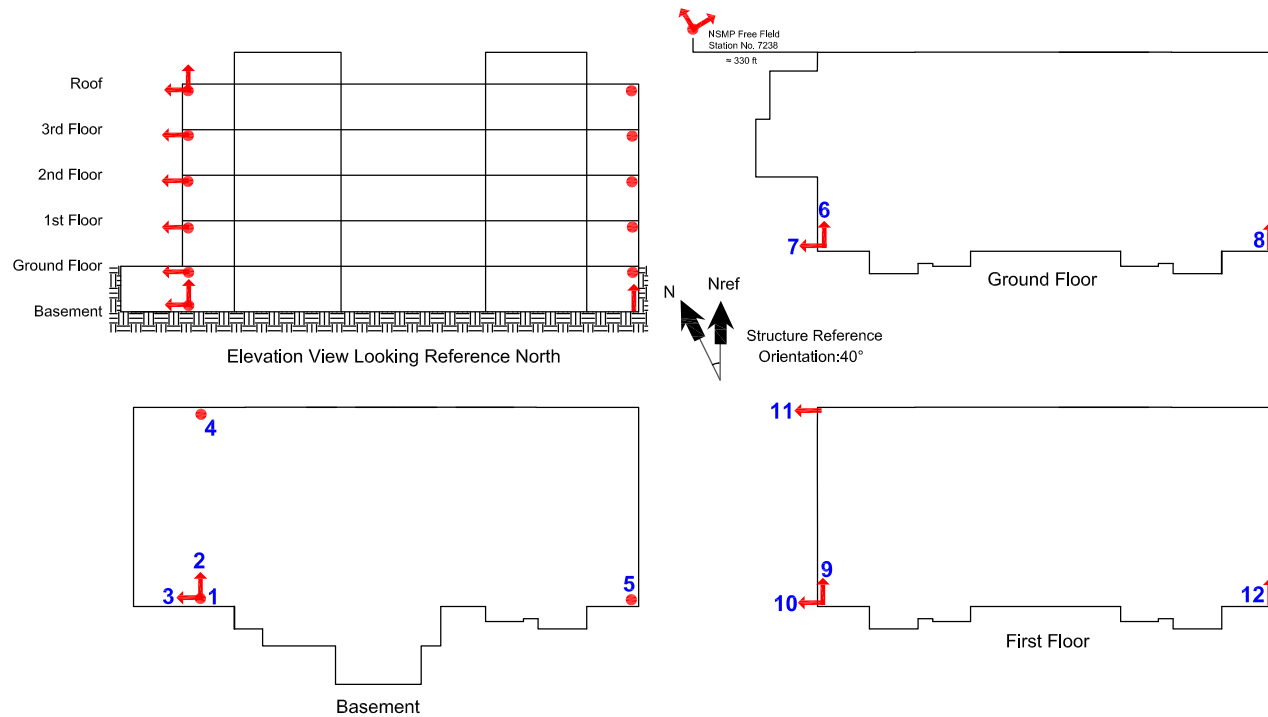 Roof
3rd Floor
2nd Floor
1st Floor
Ground Floor
Basement
Elevation View Looking Reference North
NSMP Free Field
Station No. 7238
≈ 330 ft
6
7
8
Ground Floor
N
Nref
Structure Reference
Orientation:40°
4
2
3
1
5
Basement
11
9
10
12
First Floor